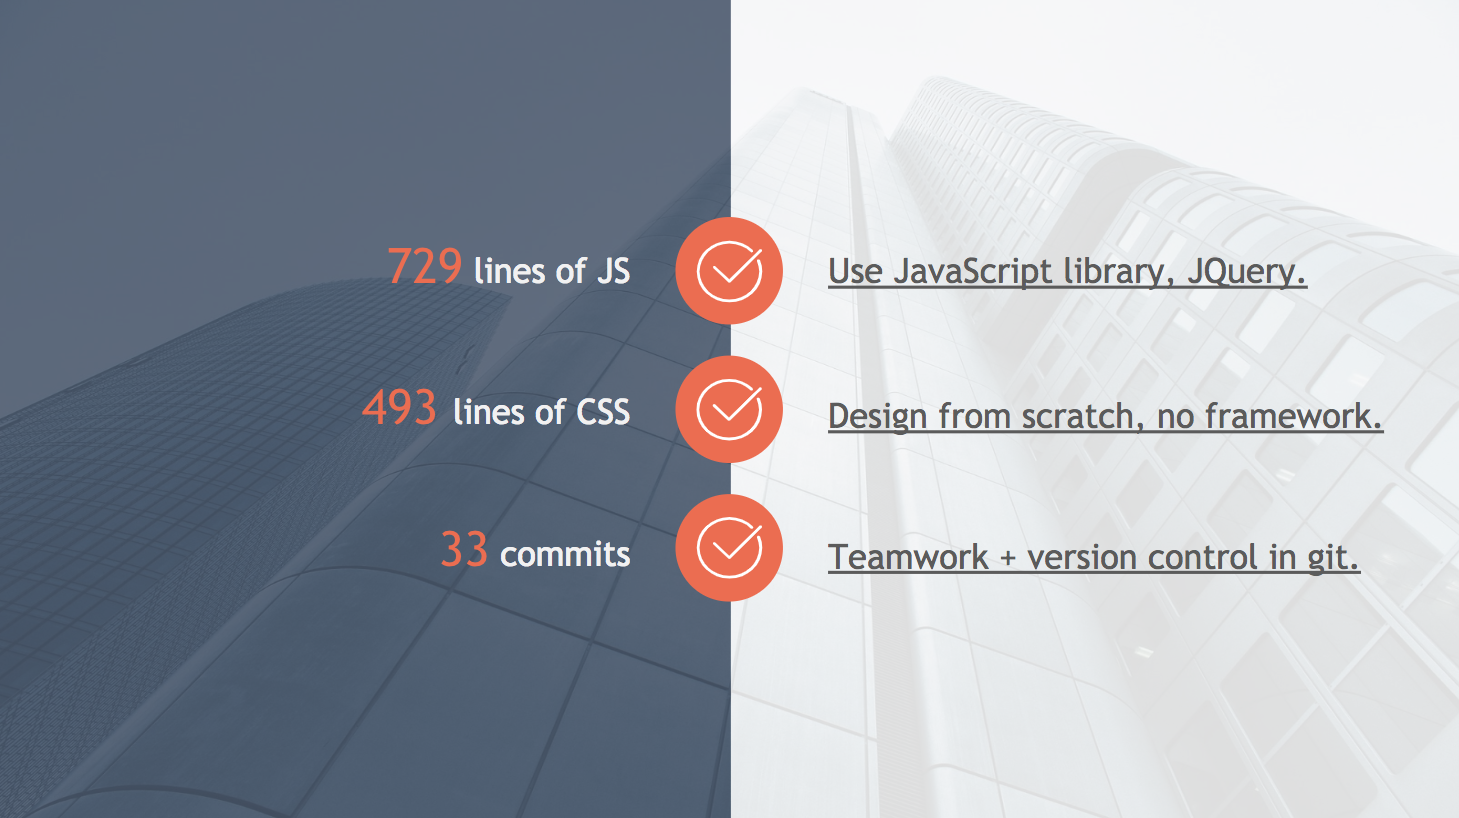 729 lines of JS
Use JavaScript library, JQuery.
493 lines of CSS
Design from scratch, no framework.
33 commits
Teamwork + version control in git.